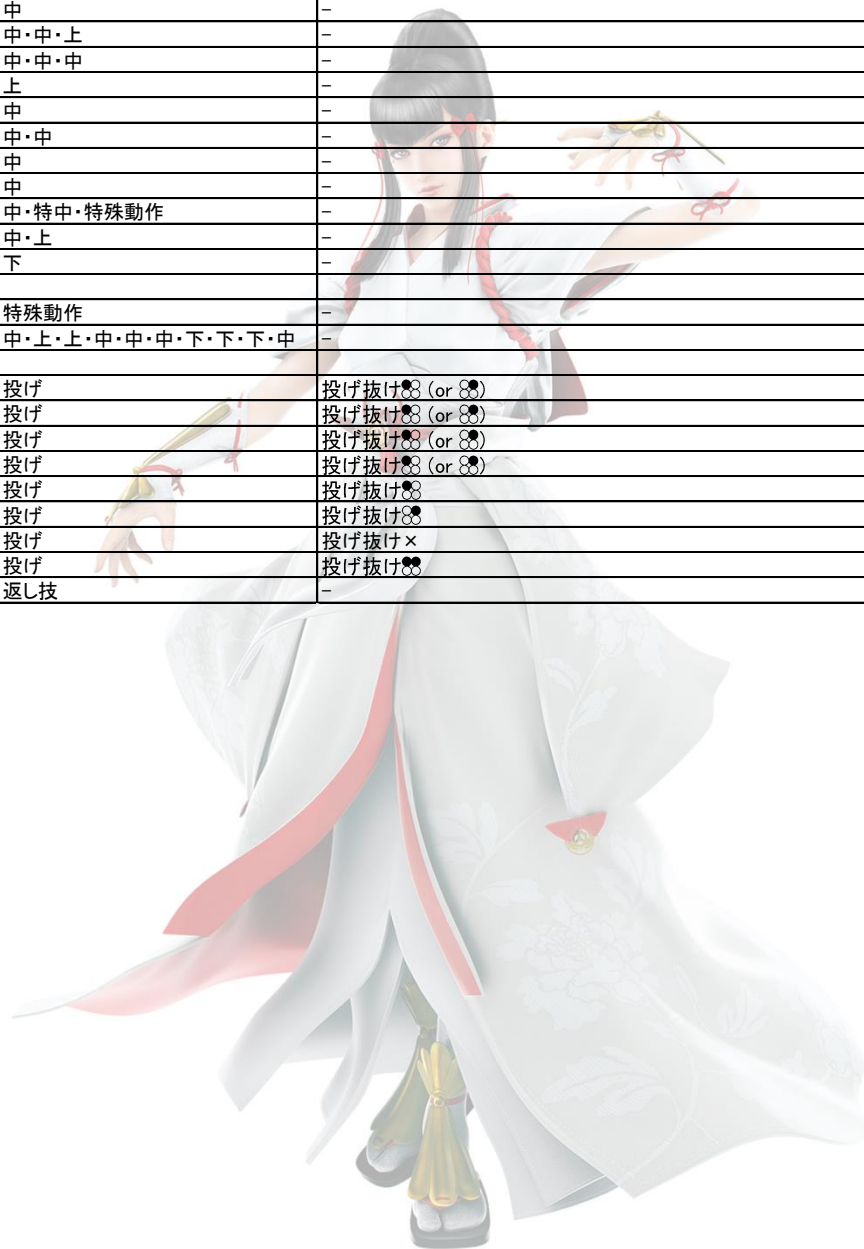 中 -
中・中・上 -
中・中・中 -
上 -
中 -
中・中 -
中 -
中 -
中・特中・特殊動作 -
中・上 -
下 -
特殊動作 -
中・上・上・中・中・中・下・下・下・中 -
投げ 投げ抜け (or )
投げ 投げ抜け (or )
投げ 投げ抜け (or )
投げ 投げ抜け (or )
投げ 投げ抜け
投げ 投げ抜け
投げ 投げ抜け×
投げ 投げ抜け
返し技 -